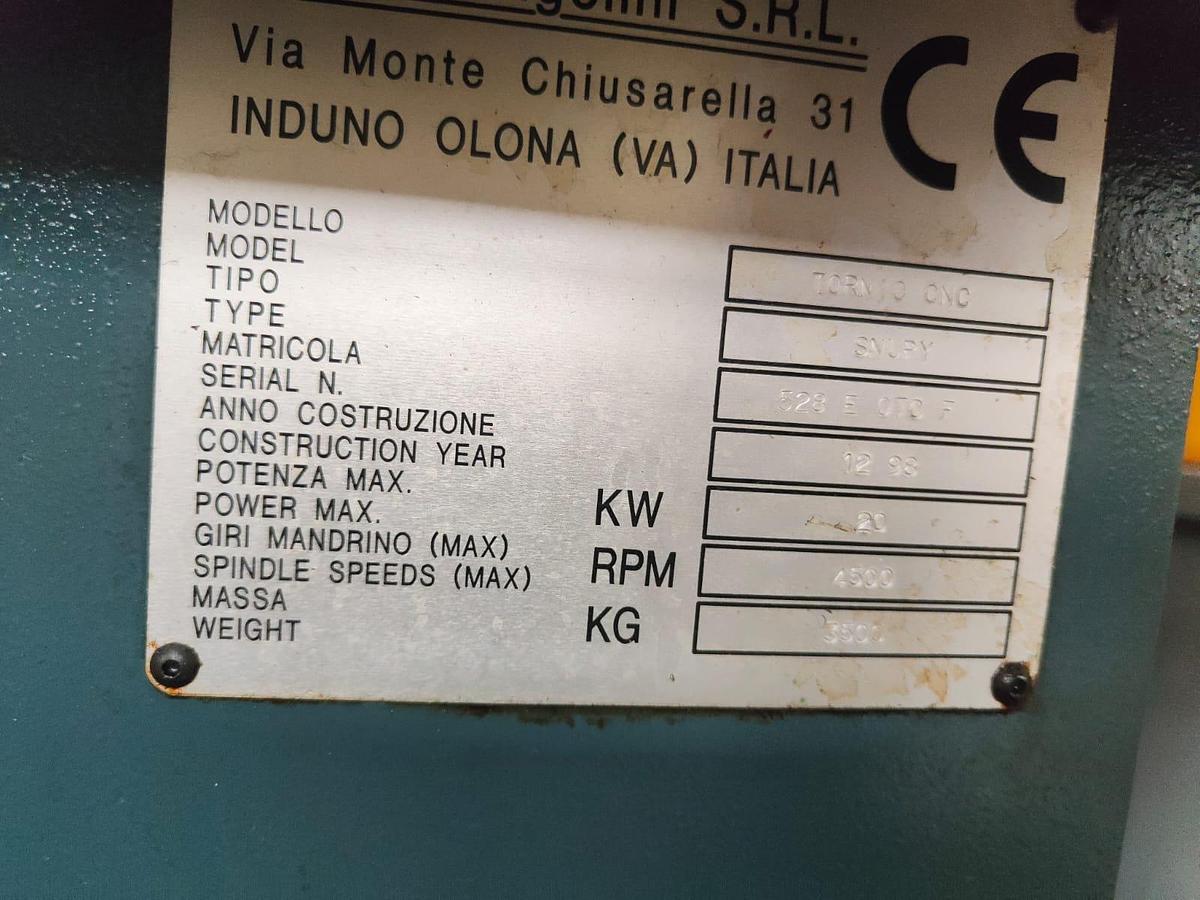 S.R.L.
Via Monte Chiusarella 31
INDUNO OLONA (VA) ITALIA
CE
MODELLO
MODEL
TORNIO CNC
TIPO
TYPE
MATRICOLA
SERIAL N.
528 E
ANNO COSTRUZIONE
CONSTRUCTION YEAR
12 98
POTENZA MAX.
POWER MAX.
KW 20
GIRI MANDRINO (MAX)
SPINDLE SPEEDS (MAX)
RPM 4500
MASSA
WEIGHT
KG 3500